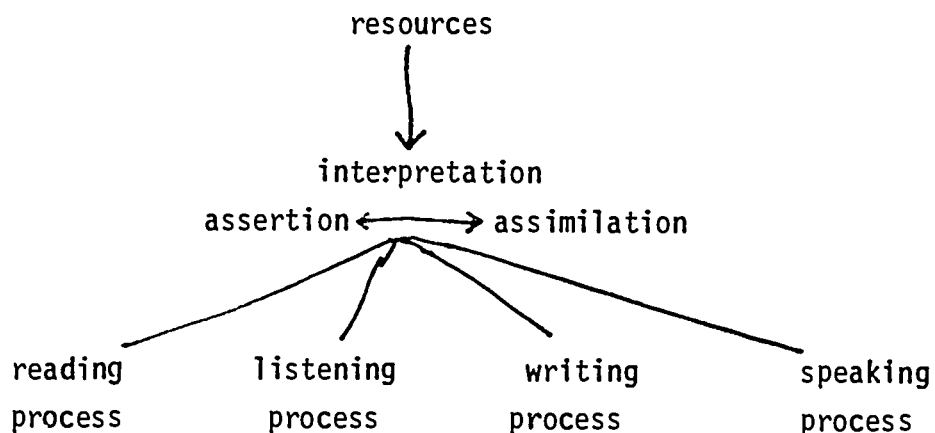 resources
interpretation
assertion assimilation
reading listening writing speaking
process process process process